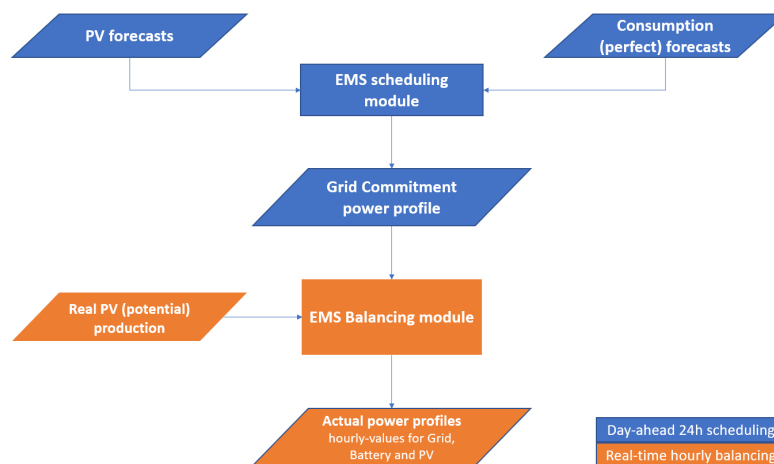 PV forecasts
Consumption
(perfect) forecasts
EMS scheduling
module
Grid Commitment
power profile
Real PV (potential)
production
EMS Balancing module
Actual power profiles
hourly-values for Grid,
Battery and PV
Day-ahead 24h scheduling
Real-time hourly balancing